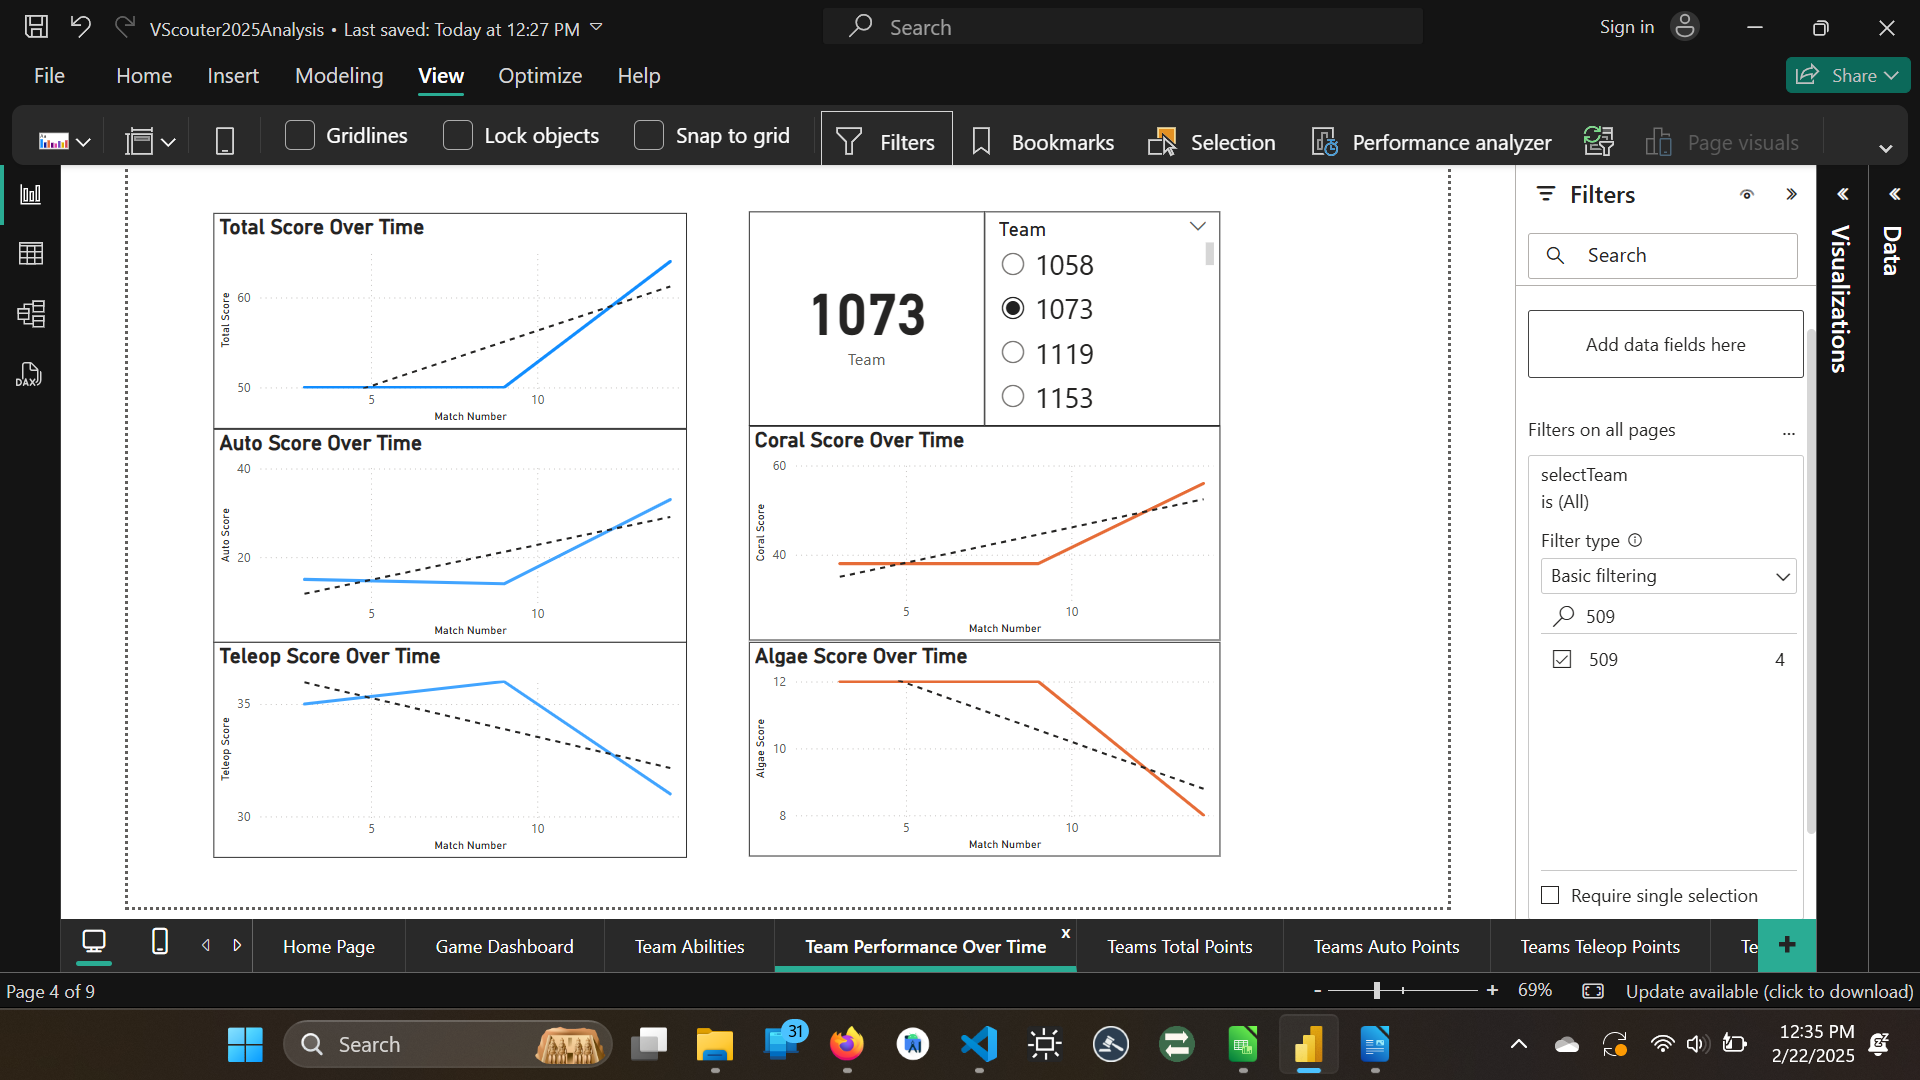 VScouter2025Analysis • Last saved: Today at 12:27 PM
Search
Sign in
File
Home
Insert
Modeling
View
Optimize
Help
Share
Gridlines
Lock objects
Snap to grid
Filters
Bookmarks
Selection
Performance analyzer
Page visuals
DAX
Total Score Over Time
Total Score
60
50
5
10
Match Number
Auto Score Over Time
Auto Score
40
20
5
10
Match Number
Teleop Score Over Time
Teleop Score
35
30
5
10
Match Number
1073
Team
Team
1058
1073
1119
1153
Coral Score Over Time
Coral Score
60
40
5
10
Match Number
Algae Score Over Time
Algae Score
12
10
8
5
10
Match Number
Filters
Search
Add data fields here
Filters on all pages
...
selectTeam
is (All)
Filter type
Basic filtering
509
509
4
Require single selection
Visualizations
Data
Home Page
Game Dashboard
Team Abilities
Team Performance Over Time
x
Teams Total Points
Teams Auto Points
Teams Teleop Points
Te
+
Page 4 of 9
-
+
69%
Update available (click to download)
Search
31
12:35 PM
2/22/2025